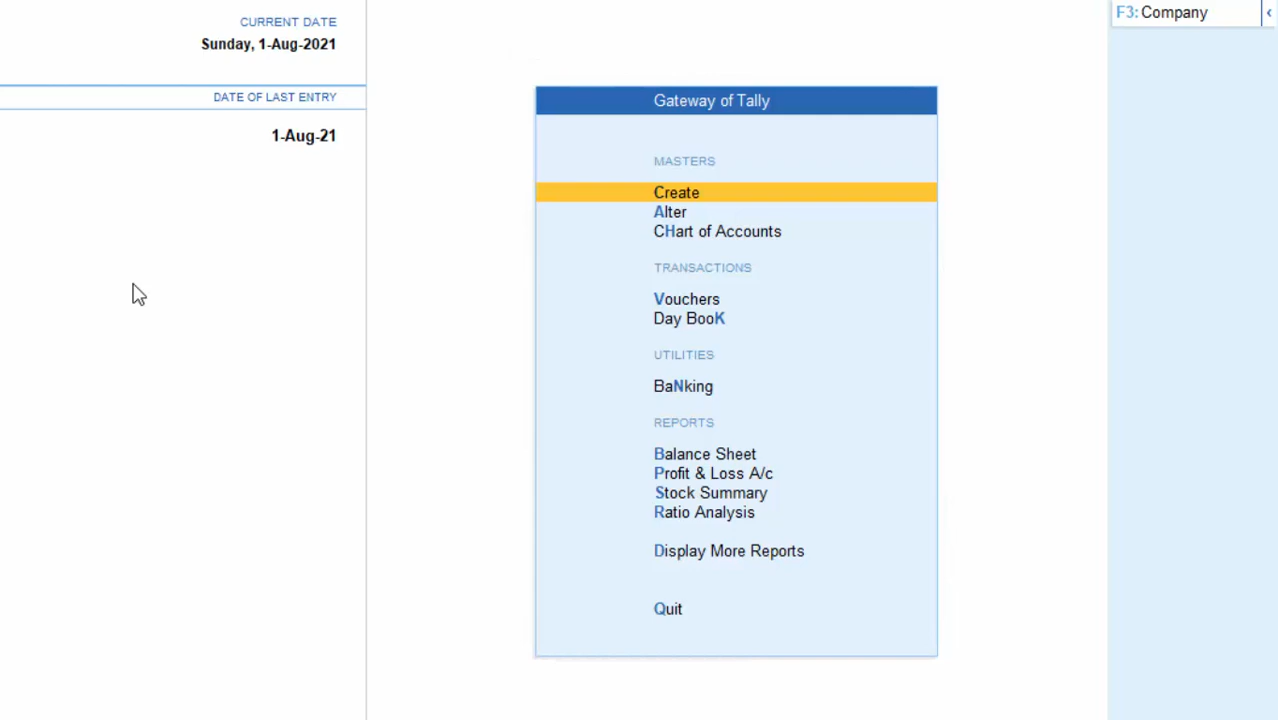 CURRENT DATE
Sunday, 1-Aug-2021
DATE OF LAST ENTRY
1-Aug-21
Gateway of Tally
MASTERS
Create
Alter
CHart of Accounts
TRANSACTIONS
Vouchers
Day BooK
UTILITIES
BaNking
REPORTS
Balance Sheet
Profit & Loss A/c
Stock Summary
Ratio Analysis
Display More Reports
Quit
F3: Company